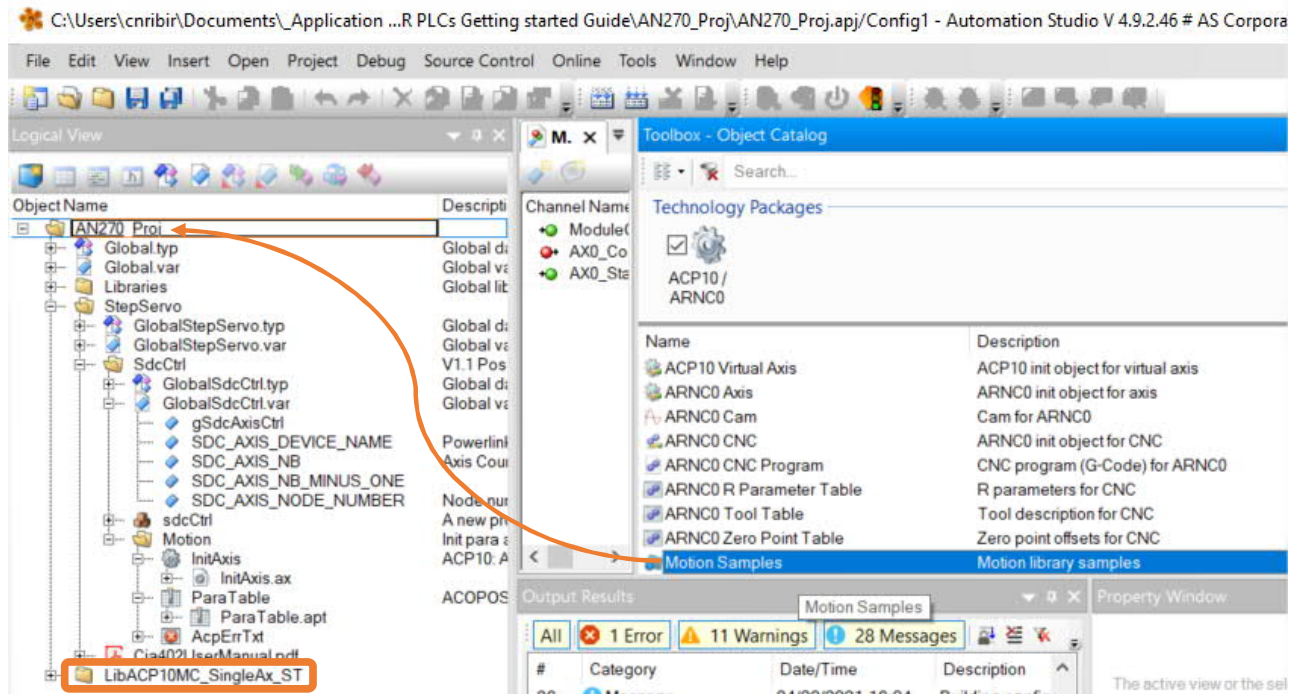 C:\Users\cnribir\Documents\_Application ...R PLCs Getting started Guide\AN270_Proj\AN270_Proj.apj/Config1 - Automation Studio V 4.9.2.46 # AS Corpora
File Edit View Insert Open Project Debug Source Control Online Tools Window Help
Logical View
Object Name Descripti
AN270_Proj
Global.typ Global da
Global.var Global va
Libraries Global lib
StepServo
GlobalStepServo.typ Global da
GlobalStepServo.var Global va
SdcCtrl V1.1 Pos
GlobalSdcCtrl.typ Global da
GlobalSdcCtrl.var Global va
gSdcAxisCtrl
SDC_AXIS_DEVICE_NAME Powerlink
SDC_AXIS_NB Axis Coun
SDC_AXIS_NB_MINUS_ONE
SDC_AXIS_NODE_NUMBER Node nur
sdcCtrl A new pr
Motion Init para a
InitAxis ACP10: A
InitAxis.ax
ParaTable ACOPOS
ParaTable.apt
AcpErrTxt
Cia402UserManual.pdf
LibACP10MC_SingleAx_ST
M.
Channel Name
Module(
AX0_Co
AX0_Sta
Toolbox - Object Catalog
Search...
Technology Packages
ACP10 /
ARNC0
Name Description
ACP10 Virtual Axis ACP10 init object for virtual axis
ARNC0 Axis ARNC0 init object for axis
ARNC0 Cam Cam for ARNC0
ARNC0 CNC ARNC0 init object for CNC
ARNC0 CNC Program CNC program (G-Code) for ARNC0
ARNC0 R Parameter Table R parameters for CNC
ARNC0 Tool Table Tool description for CNC
ARNC0 Zero Point Table Zero point offsets for CNC
Motion Samples Motion library samples
Output Results
Motion Samples
Property Window
All 1 Error 11 Warnings 28 Messages
# Category Date/Time Description
The active view or the sel